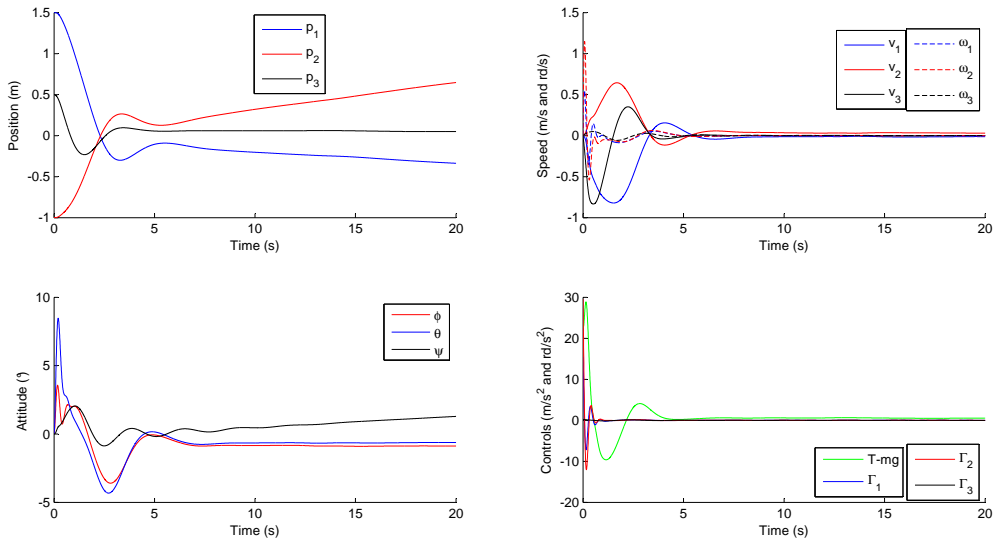 1.5
1
0.5
0
-0.5
-1
0
5
10
15
20
Position (m)
Time (s)
p1
p2
p3
1.5
1
0.5
0
-0.5
-1
0
5
10
15
20
Speed (m/s and rd/s)
Time (s)
v1
v2
v3
ω1
ω2
ω3
10
5
0
-5
0
5
10
15
20
Attitude (°)
Time (s)
ϕ
θ
ψ
30
20
10
0
-10
-20
0
5
10
15
20
Controls (m/s² and rd/s²)
Time (s)
T-mg
Γ1
Γ2
Γ3